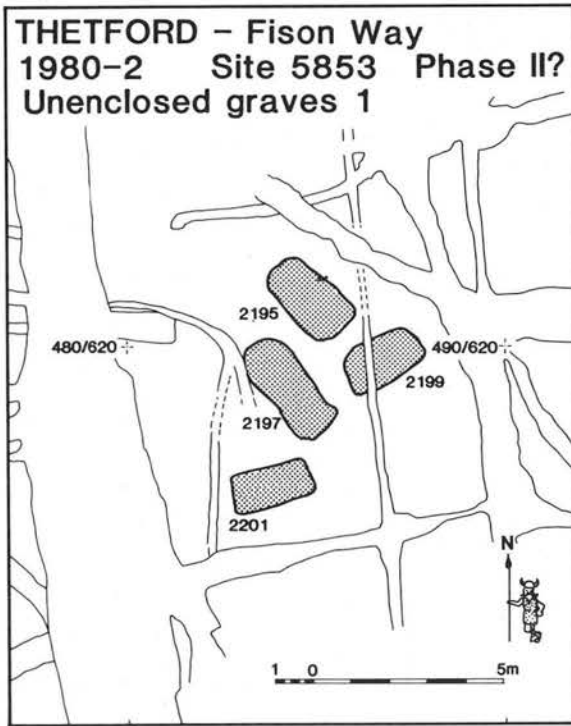 THETFORD – Fison Way
1980-2 Site 5853 Phase II?
Unenclosed graves 1
2195
480/620
490/620
2199
2197
2201
N
1 0 5m